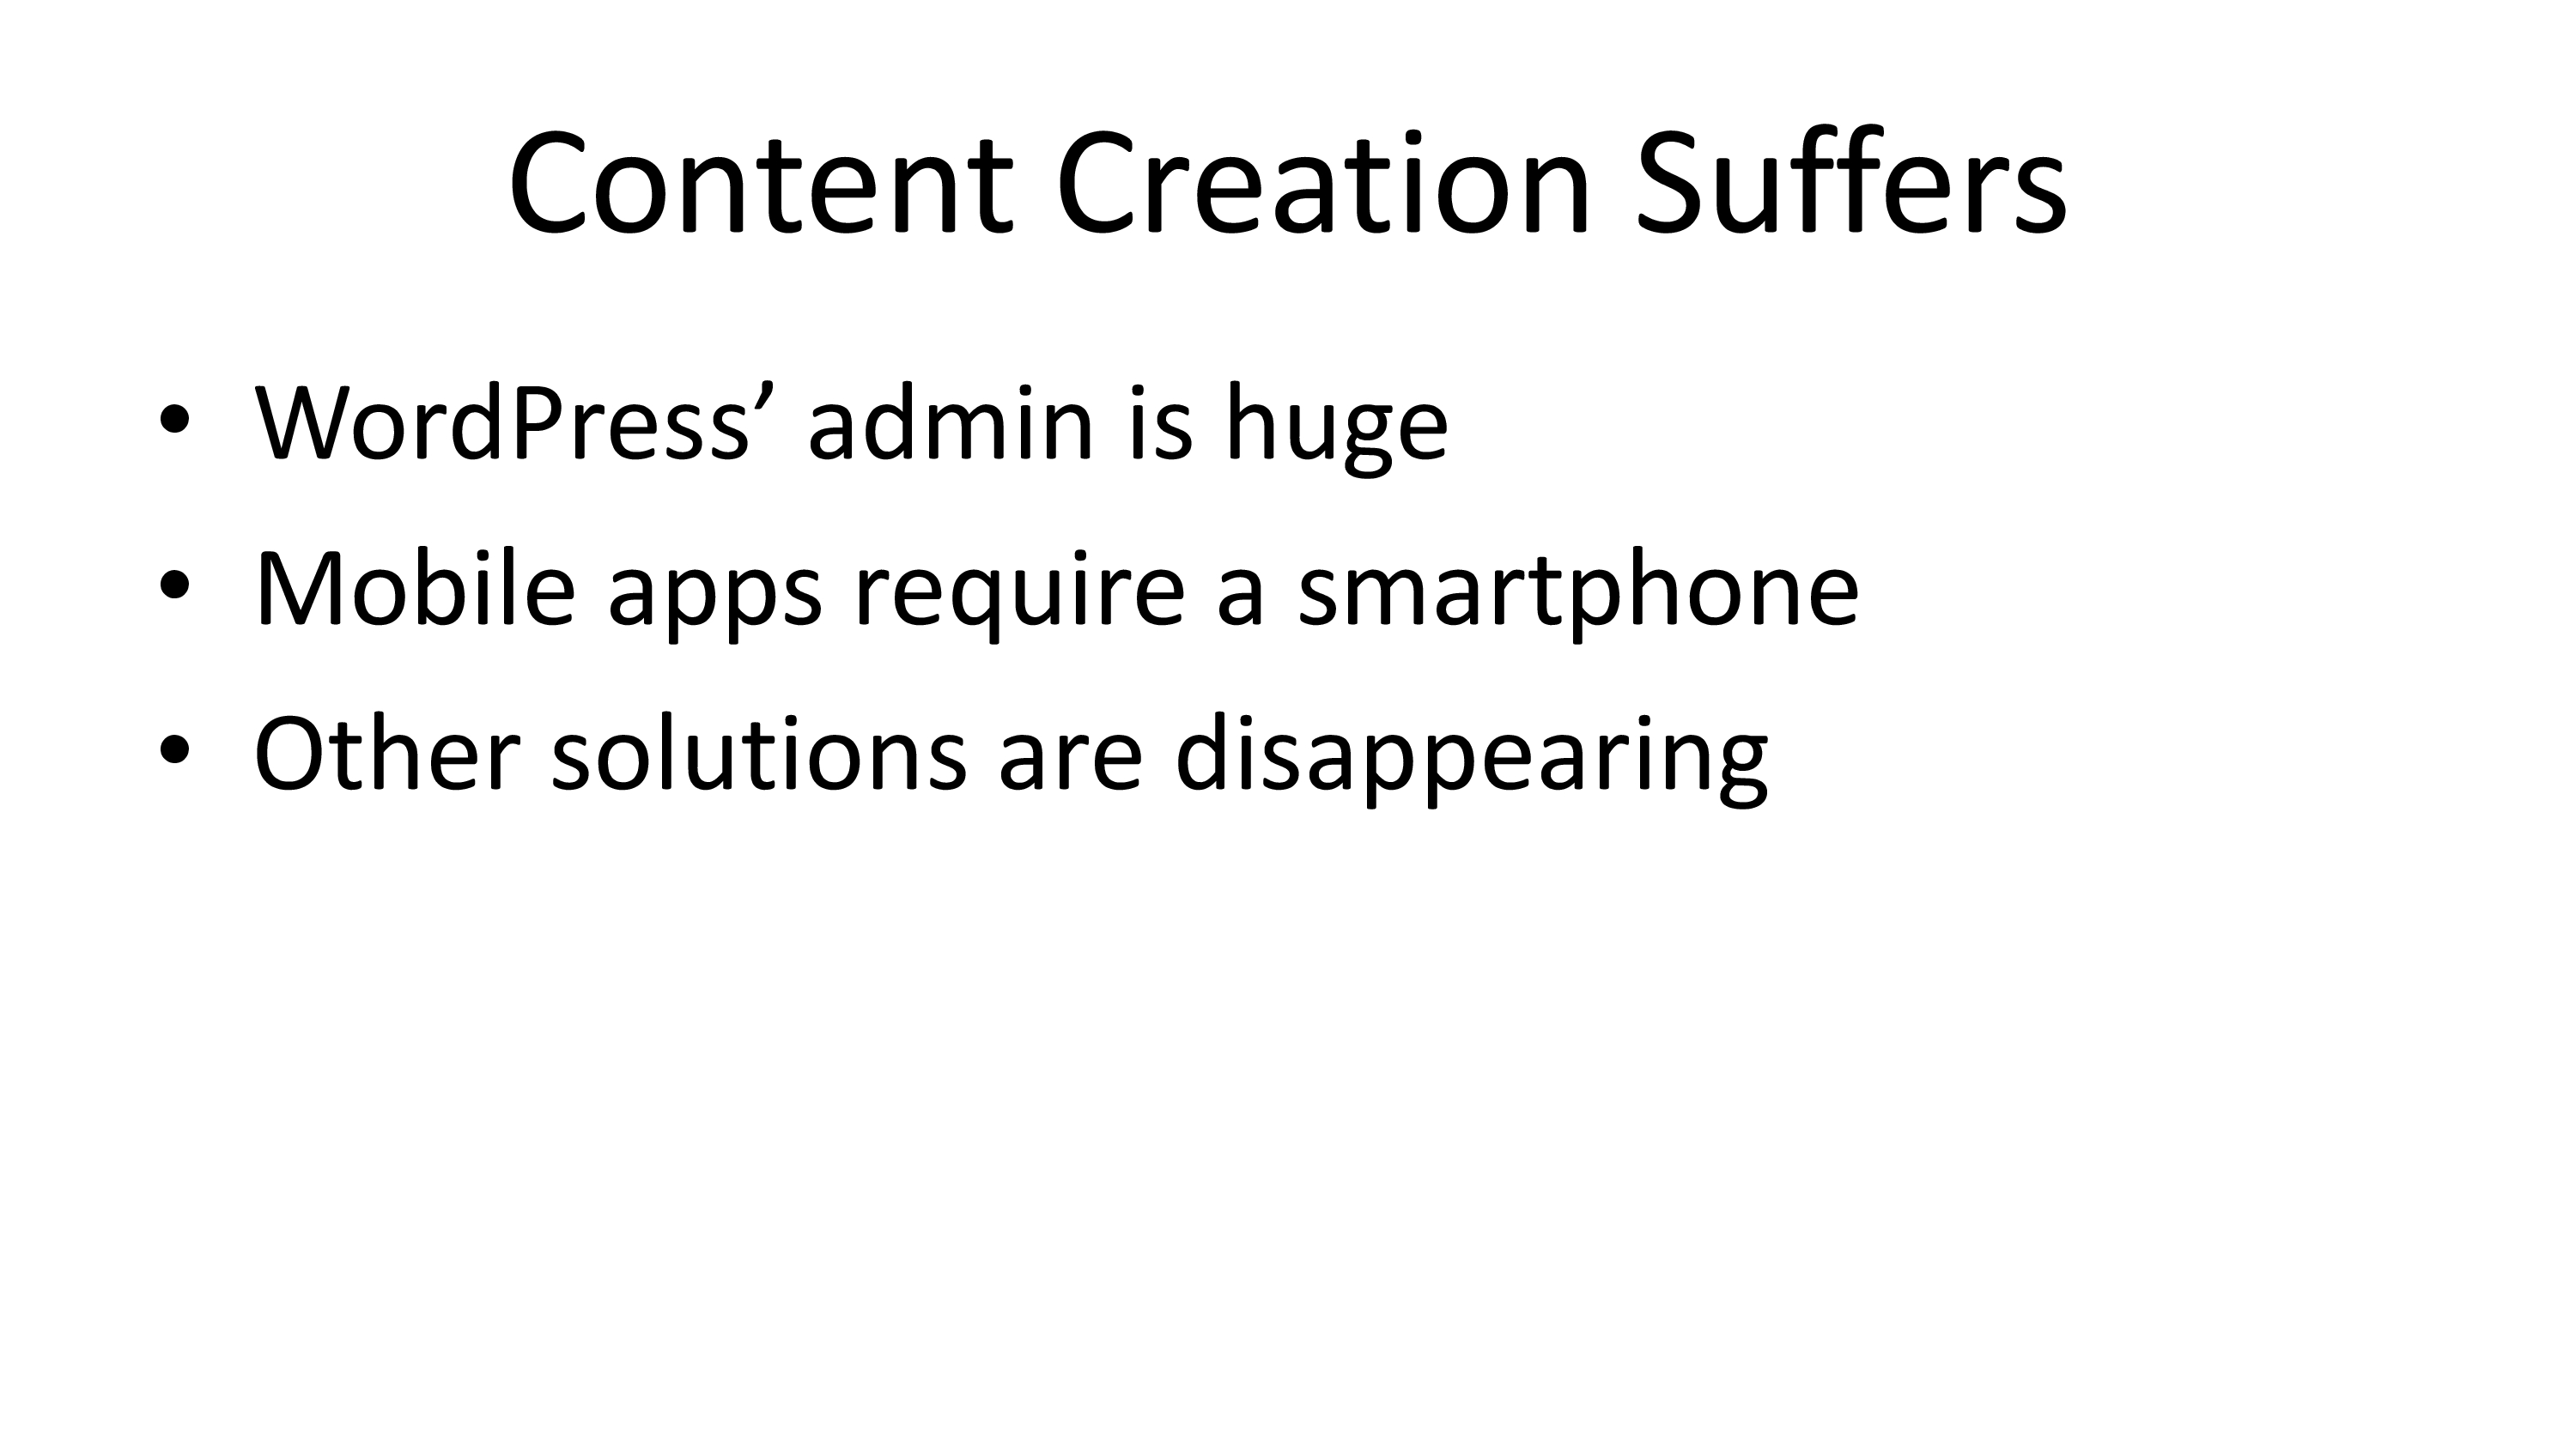 Content Creation Suffers
• WordPress’ admin is huge
• Mobile apps require a smartphone
• Other solutions are disappearing